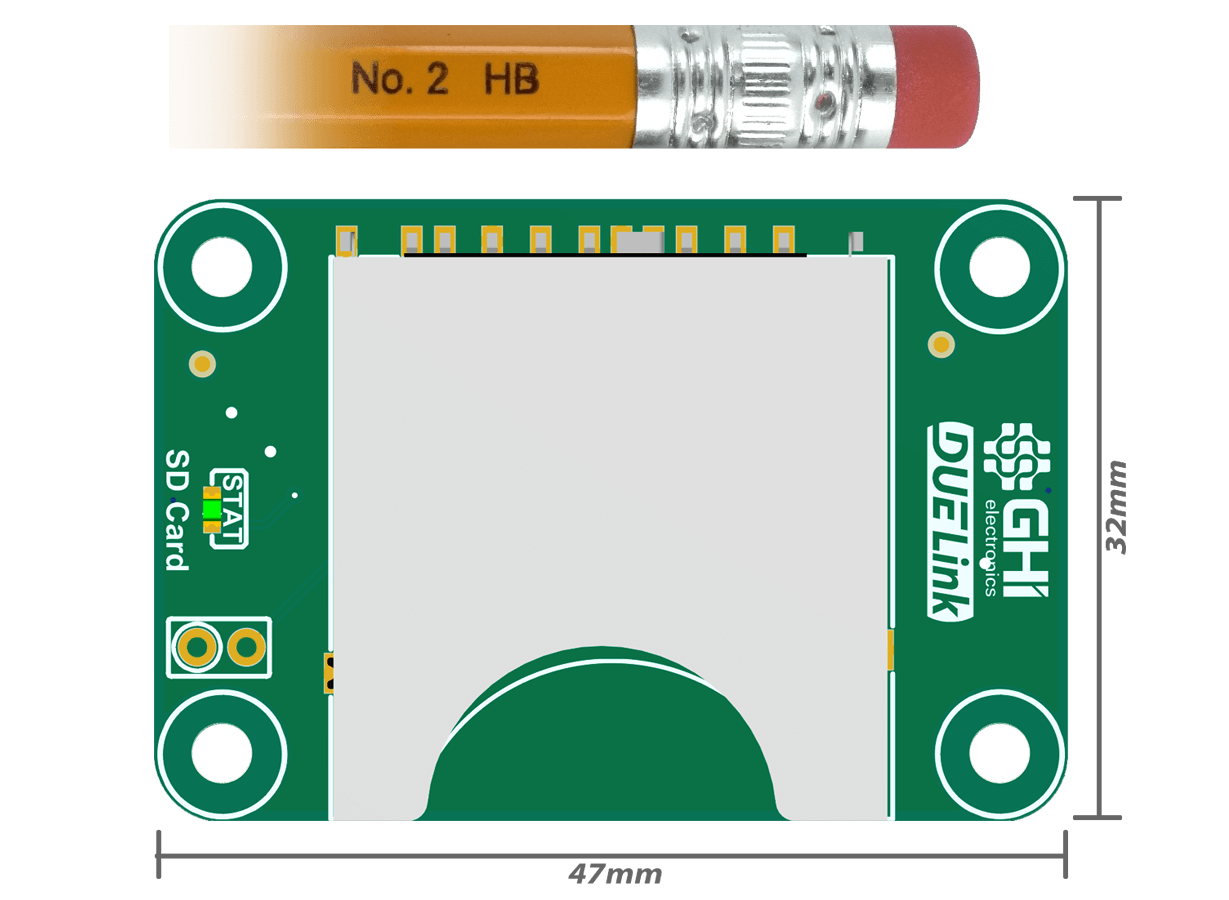 No. 2 HB
SD Card
STAT
DUELink
GHI
electronics
32mm
47mm